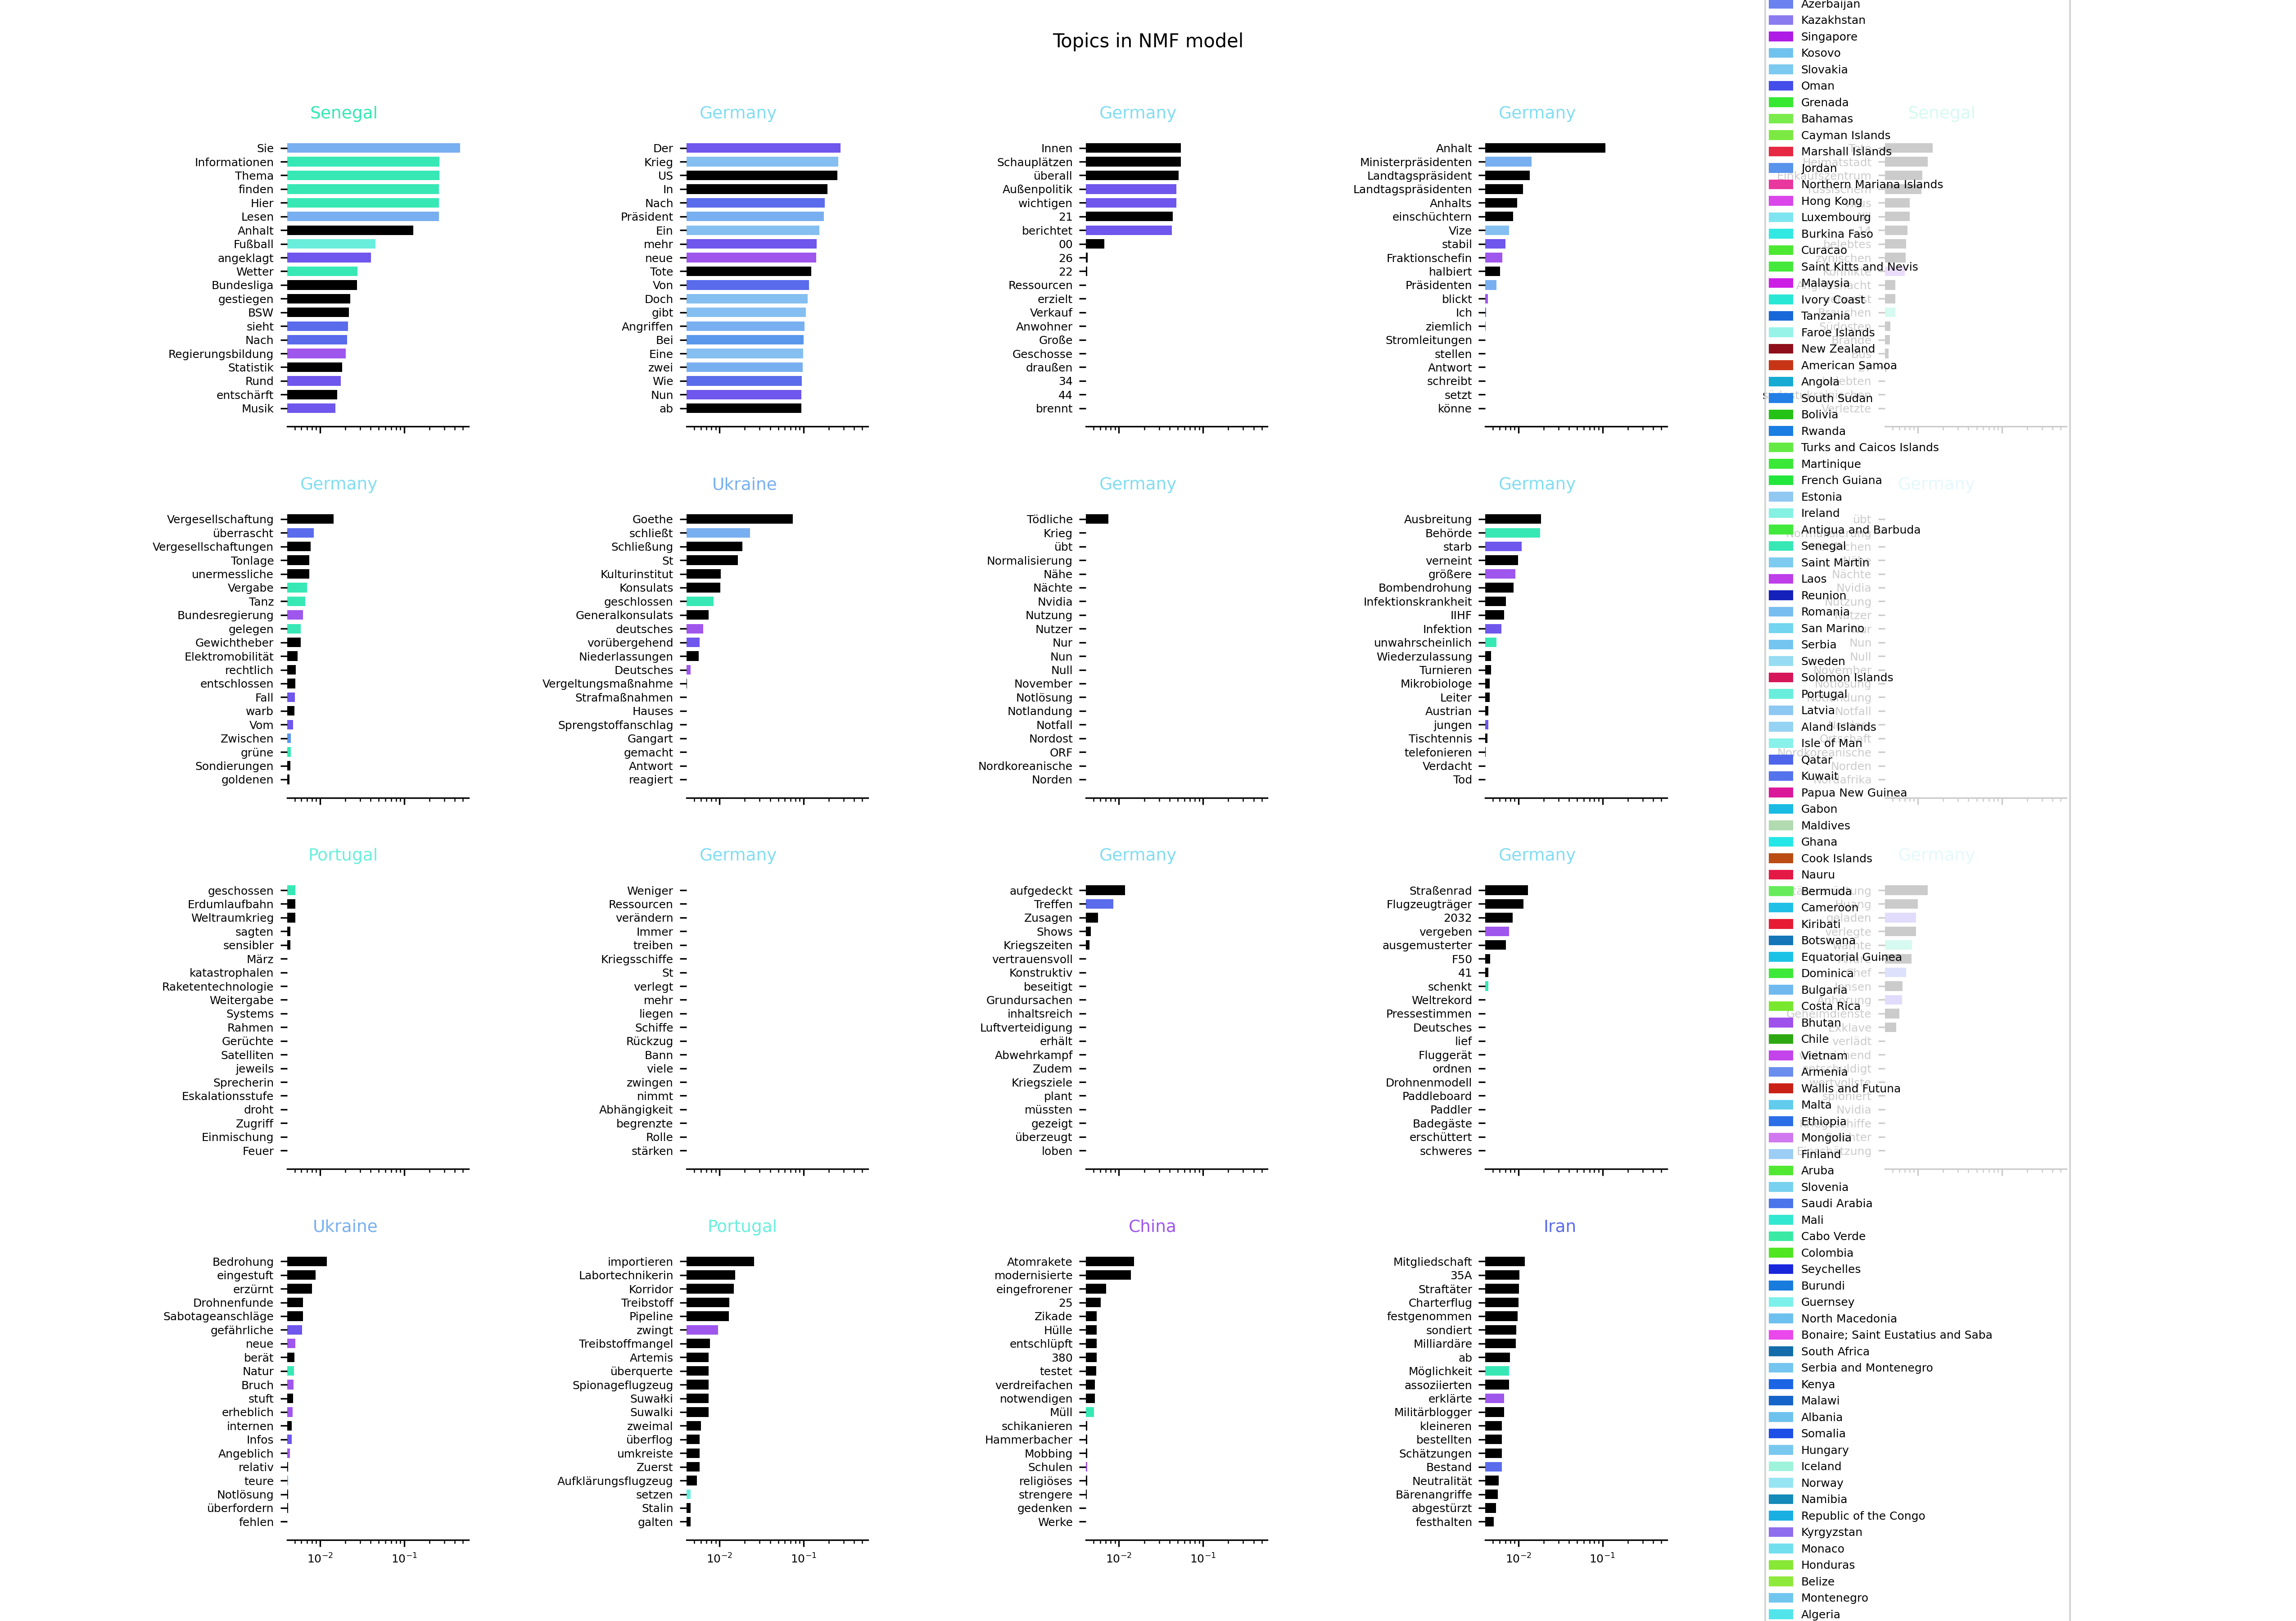 Topics in NMF model
Senegal
Sie
Informationen
Thema
finden
Hier
Lesen
Anhalt
Fußball
angeklagt
Wetter
Bundesliga
gestiegen
BSW
sieht
Nach
Regierungsbildung
Statistik
Rund
entschärft
Musik
Germany
Der
Krieg
US
In
Nach
Präsident
Ein
mehr
neue
Tote
Von
Doch
gibt
Angriffen
Bei
Eine
zwei
Wie
Nun
ab
Germany
Innen
Schauplätzen
überall
Außenpolitik
wichtigen
21
berichtet
00
26
22
Ressourcen
erzielt
Verkauf
Anwohner
Große
Geschosse
draußen
34
44
brennt
Germany
Anhalt
Ministerpräsidenten
Landtagspräsident
Landtagspräsidenten
Anhalts
einschüchtern
Vize
stabil
Fraktionschefin
halbiert
Präsidenten
blickt
Ich
ziemlich
Stromleitungen
stellen
Antwort
schreibt
setzt
könne
Senegal
Germany
Vergesellschaftung
überrascht
Vergesellschaftungen
Tonlage
unermessliche
Vergabe
Tanz
Bundesregierung
gelegen
Gewichtheber
Elektromobilität
rechtlich
entschlossen
Fall
warb
Vom
Zwischen
grüne
Sondierungen
goldenen
Ukraine
Goethe
schließt
Schließung
St
Kulturinstitut
Konsulats
geschlossen
Generalkonsulats
deutsches
vorübergehend
Niederlassungen
Deutsches
Vergeltungsmaßnahme
Strafmaßnahmen
Hauses
Sprengstoffanschlag
Gangart
gemacht
Antwort
reagiert
Germany
Tödliche
Krieg
übt
Normalisierung
Nähe
Nächte
Nvidia
Nutzung
Nutzer
Nur
Nun
Null
November
Notlösung
Notlandung
Notfall
Nordost
ORF
Nordkoreanische
Norden
Germany
Ausbreitung
Behörde
starb
verneint
größere
Bombendrohung
Infektionskrankheit
IIHF
Infektion
unwahrscheinlich
Wiederzulassung
Turnieren
Mikrobiologe
Leiter
Austrian
jungen
Tischtennis
telefonieren
Verdacht
Tod
Germany
übt
Nächte
Nvidia
Nun
Null
Norden
Portugal
geschossen
Erdumlaufbahn
Weltraumkrieg
sagten
sensibler
März
katastrophalen
Raketentechnologie
Weitergabe
Systems
Rahmen
Gerüchte
Satelliten
jeweils
Sprecherin
Eskalationsstufe
droht
Zugriff
Einmischung
Feuer
Germany
Weniger
Ressourcen
verändern
Immer
treiben
Kriegsschiffe
St
verlegt
mehr
liegen
Schiffe
Rückzug
Bann
viele
zwingen
nimmt
Abhängigkeit
begrenzte
Rolle
stärken
Germany
aufgedeckt
Treffen
Zusagen
Shows
Kriegszeiten
vertrauensvoll
Konstruktiv
beseitigt
Grundursachen
inhaltsreich
Luftverteidigung
erhält
Abwehrkampf
Zudem
Kriegsziele
plant
müssten
gezeigt
überzeugt
loben
Germany
Straßenrad
Flugzeugträger
2032
vergeben
ausgemusterter
F50
41
schenkt
Weltrekord
Pressestimmen
Deutsches
lief
Fluggerät
ordnen
Drohnenmodell
Paddleboard
Paddler
Badegäste
erschüttert
schweres
Germany
verlegte
verlädt
Nvidia
Ukraine
Bedrohung
eingestuft
erzürnt
Drohnenfunde
Sabotageanschläge
gefährliche
neue
berät
Natur
Bruch
stuft
erheblich
internen
Infos
Angeblich
relativ
teure
Notlösung
überfordern
fehlen
10⁻²
10⁻¹
Portugal
importieren
Labortechnikerin
Korridor
Treibstoff
Pipeline
zwingt
Treibstoffmangel
Artemis
überquerte
Spionageflugzeug
Suwałki
Suwalki
zweimal
überflog
umkreiste
Zuerst
Aufklärungsflugzeug
setzen
Stalin
galten
10⁻²
10⁻¹
China
Atomrakete
modernisierte
eingefrorener
25
Zikade
Hülle
entschlüpft
380
testet
verdreifachen
notwendigen
Müll
schikanieren
Hammerbacher
Mobbing
Schulen
religiöses
strengere
gedenken
Werke
10⁻²
10⁻¹
Iran
Mitgliedschaft
35A
Straftäter
Charterflug
festgenommen
sondiert
Milliardäre
ab
Möglichkeit
assoziierten
erklärte
Militärblogger
kleineren
bestellten
Schätzungen
Bestand
Neutralität
Bärenangriffe
abgestürzt
festhalten
10⁻²
10⁻¹
Azerbaijan
Kazakhstan
Singapore
Kosovo
Slovakia
Oman
Grenada
Bahamas
Cayman Islands
Marshall Islands
Jordan
Northern Mariana Islands
Hong Kong
Luxembourg
Burkina Faso
Curacao
Saint Kitts and Nevis
Malaysia
Ivory Coast
Tanzania
Faroe Islands
New Zealand
American Samoa
Angola
South Sudan
Bolivia
Rwanda
Turks and Caicos Islands
Martinique
French Guiana
Estonia
Ireland
Antigua and Barbuda
Senegal
Saint Martin
Laos
Reunion
Romania
San Marino
Serbia
Sweden
Solomon Islands
Portugal
Latvia
Aland Islands
Isle of Man
Qatar
Kuwait
Papua New Guinea
Gabon
Maldives
Ghana
Cook Islands
Nauru
Bermuda
Cameroon
Kiribati
Botswana
Equatorial Guinea
Dominica
Bulgaria
Costa Rica
Bhutan
Chile
Vietnam
Armenia
Wallis and Futuna
Malta
Ethiopia
Mongolia
Finland
Aruba
Slovenia
Saudi Arabia
Mali
Cabo Verde
Colombia
Seychelles
Burundi
Guernsey
North Macedonia
Bonaire; Saint Eustatius and Saba
South Africa
Serbia and Montenegro
Kenya
Malawi
Albania
Somalia
Hungary
Iceland
Norway
Namibia
Republic of the Congo
Kyrgyzstan
Monaco
Honduras
Belize
Montenegro
Algeria